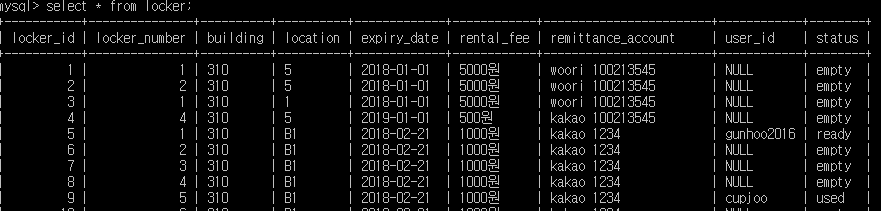 mysql> select * from locker;
| locker_id | locker_number | building | location | expiry_date | rental_fee | remittance_account | user_id | status |
| 1 | 1 | 310 | 5 | 2018-01-01 | 5000원 | woori 100213545 | NULL | empty |
| 2 | 2 | 310 | 5 | 2018-01-01 | 5000원 | woori 100213545 | NULL | empty |
| 3 | 1 | 310 | 1 | 2018-01-01 | 5000원 | woori 100213545 | NULL | empty |
| 4 | 4 | 310 | 5 | 2019-01-01 | 500원 | kakao 100213545 | NULL | empty |
| 5 | 1 | 310 | B1 | 2018-02-21 | 1000원 | kakao 1234 | gunhoo2016 | ready |
| 6 | 2 | 310 | B1 | 2018-02-21 | 1000원 | kakao 1234 | NULL | empty |
| 7 | 3 | 310 | B1 | 2018-02-21 | 1000원 | kakao 1234 | NULL | empty |
| 8 | 4 | 310 | B1 | 2018-02-21 | 1000원 | kakao 1234 | NULL | empty |
| 9 | 5 | 310 | B1 | 2018-02-21 | 1000원 | kakao 1234 | cupjoo | used |